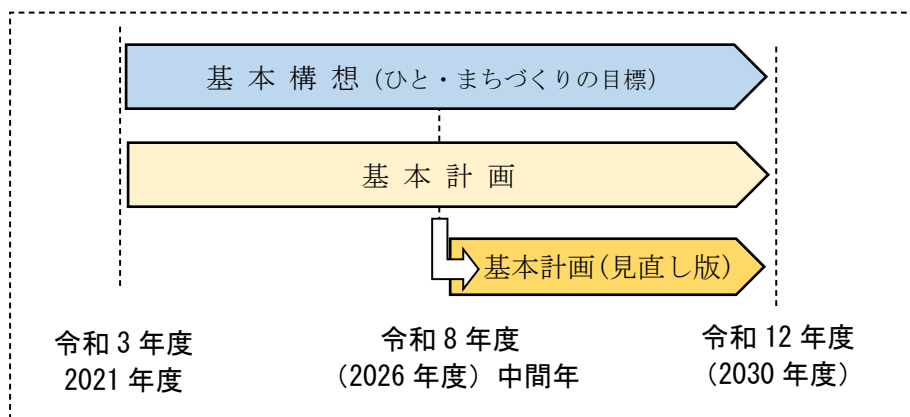 基本構想（ひと・まちづくりの目標）
基本計画
基本計画（見直し版）
令和３年度
2021年度
令和８年度
（2026年度）中間年
令和12年度
（2030年度）